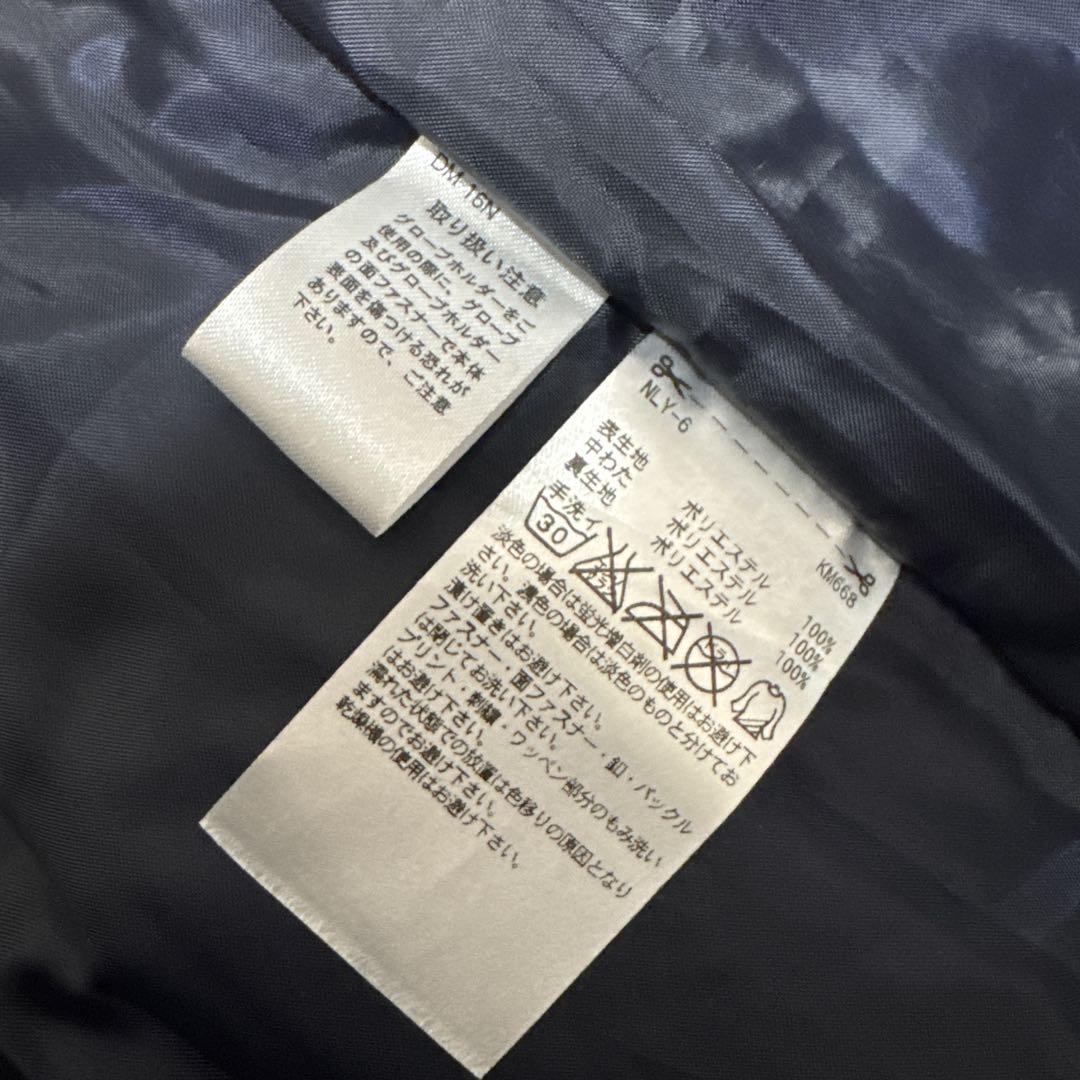 DM-16N
取り扱い注意
グローブホルダーをご
使用の際に、グローブ
及びグローブホルダー
の面ファスナーで本体
表面を傷つける恐れが
ありますので、ご注意
下さい。
NLY-6
KM668
表生地 ポリエステル 100%
中わた ポリエステル 100%
裏生地 ポリエステル 100%
手洗イ
30
淡色の場合は蛍光増白剤の使用はお避け下
さい。濃色の場合は淡色のものと分けてお
洗い下さい。
漬け置きはお避け下さい。
ファスナー・面ファスナー・釦・バックル
は閉じてお洗い下さい。
プリント・刺繍・ワッペン部分のもみ洗い
はお避け下さい。
濡れた状態での放置は色移りの原因となり
ますのでお避け下さい。
乾燥機の使用はお避け下さい。